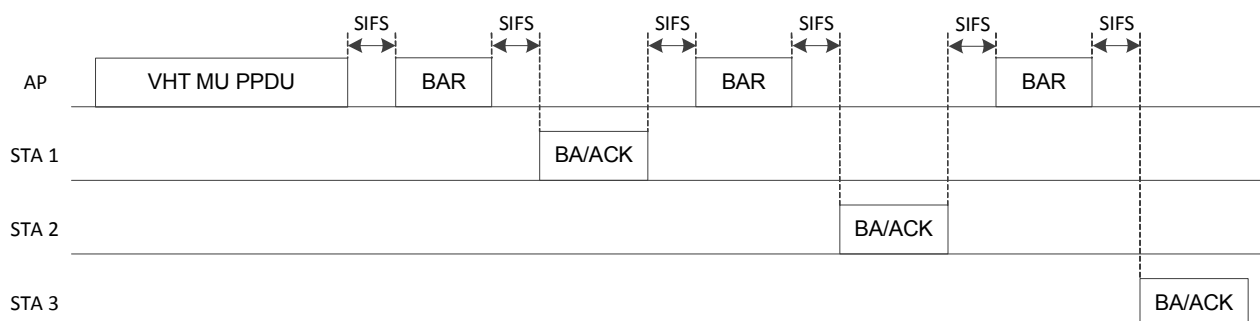 SIFS SIFS SIFS SIFS SIFS SIFS
AP VHT MU PPDU BAR BAR BAR
STA 1 BA/ACK
STA 2 BA/ACK
STA 3 BA/ACK